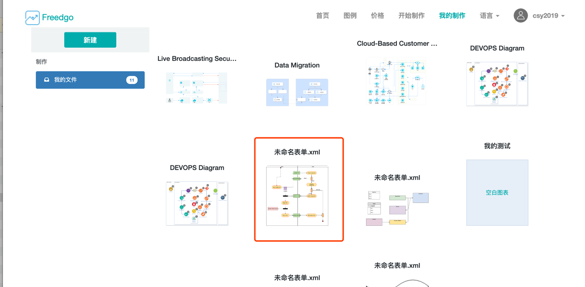 Freedgo
首页 图例 价格 开始制作 我的制作 语言 csy2019
新建
制作
我的文件 11
Live Broadcasting Secu...
Data Migration
Cloud-Based Customer ...
DEVOPS Diagram
DEVOPS Diagram
未命名表单.xml
未命名表单.xml
我的测试
空白图表
未命名表单.xml
未命名表单.xml